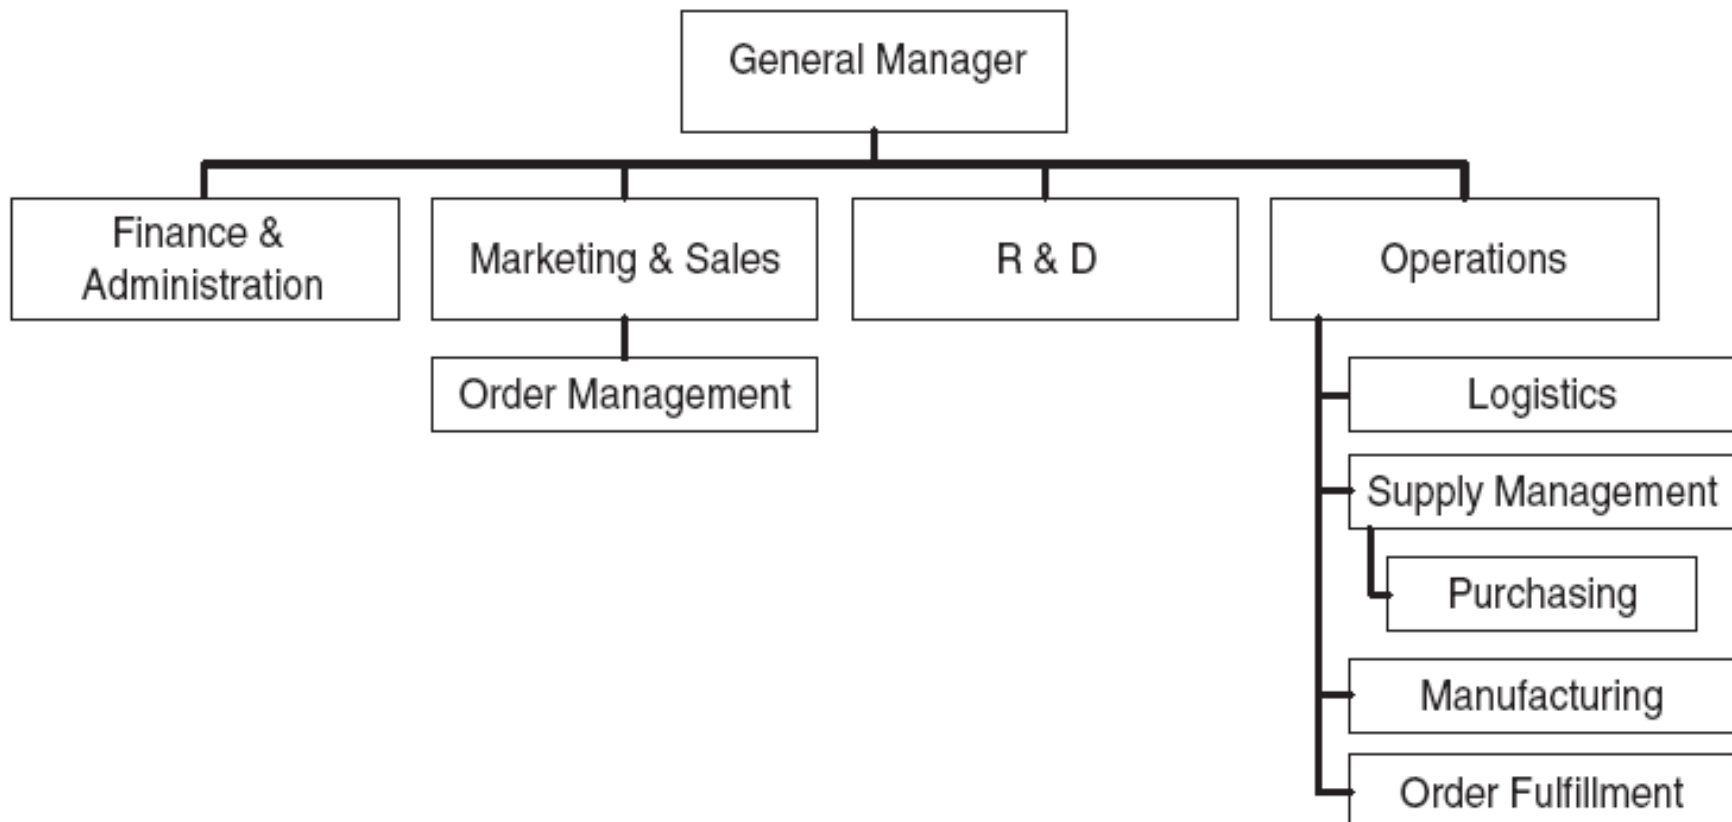 General Manager
Finance &
Administration
Marketing & Sales
R & D
Operations
Order Management
Logistics
Supply Management
Purchasing
Manufacturing
Order Fulfillment